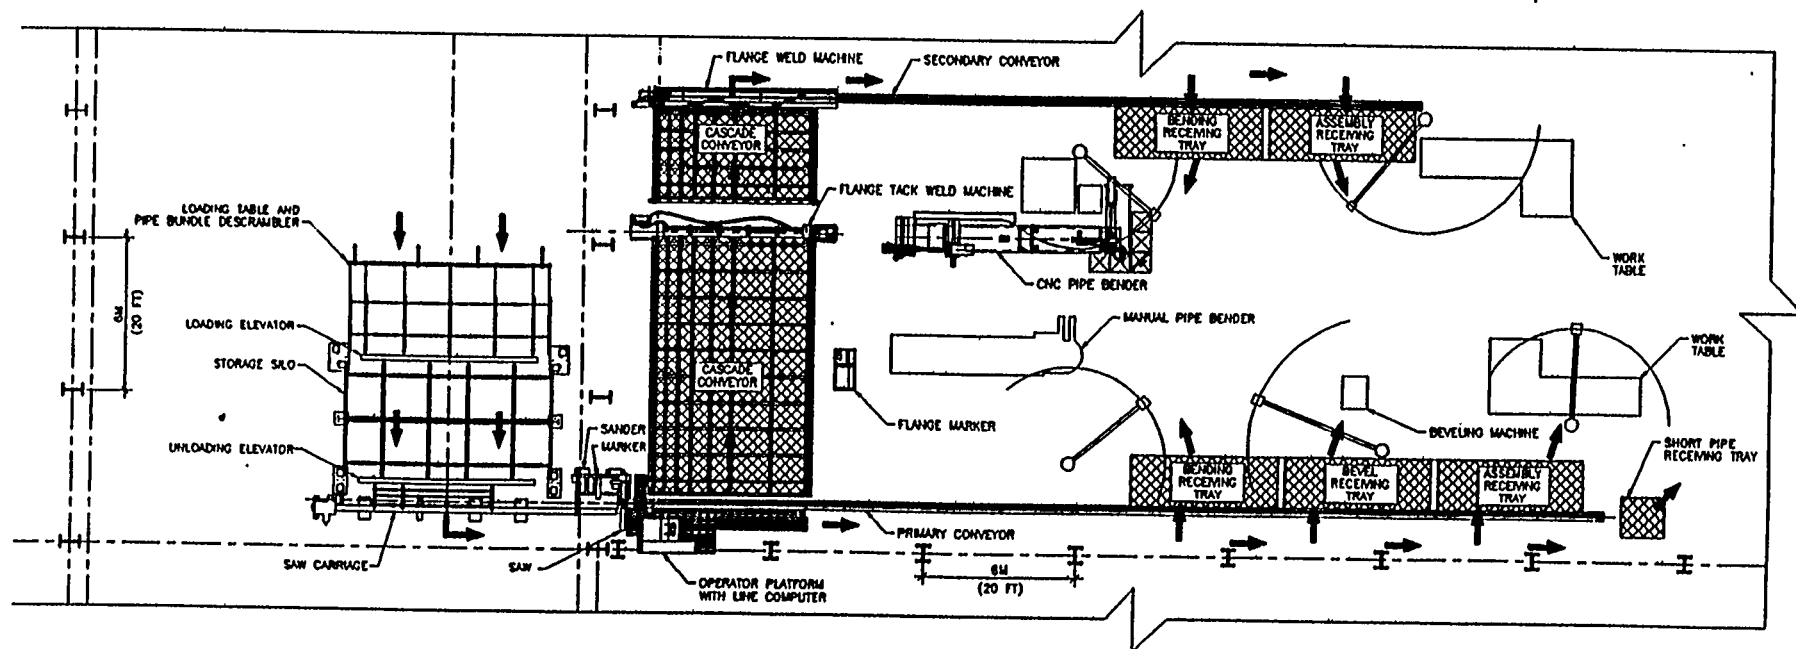 FLANGE WELD MACHINE
SECONDARY CONVEYOR
CASCADE
CONVEYOR
BENDING
RECEIVING
TRAY
ASSEMBLY
RECEIVING
TRAY
FLANGE TACK WELD MACHINE
LOADING TABLE AND
PIPE BUNDLE DESCRAMBLER
WORK
TABLE
CNC PIPE BENDER
6M
(20 FT)
LOADING ELEVATOR
MANUAL PIPE BENDER
WORK
TABLE
STORAGE SILO
CASCADE
CONVEYOR
FLANGE MARKER
SANDER
MARKER
BEVELING MACHINE
UNLOADING ELEVATOR
SHORT PIPE
RECEIVING TRAY
BENDING
RECEIVING
TRAY
BEVEL
RECEIVING
TRAY
ASSEMBLY
RECEIVING
TRAY
PRIMARY CONVEYOR
SAW CARRIAGE
SAW
OPERATOR PLATFORM
WITH LINE COMPUTER
6M
(20 FT)